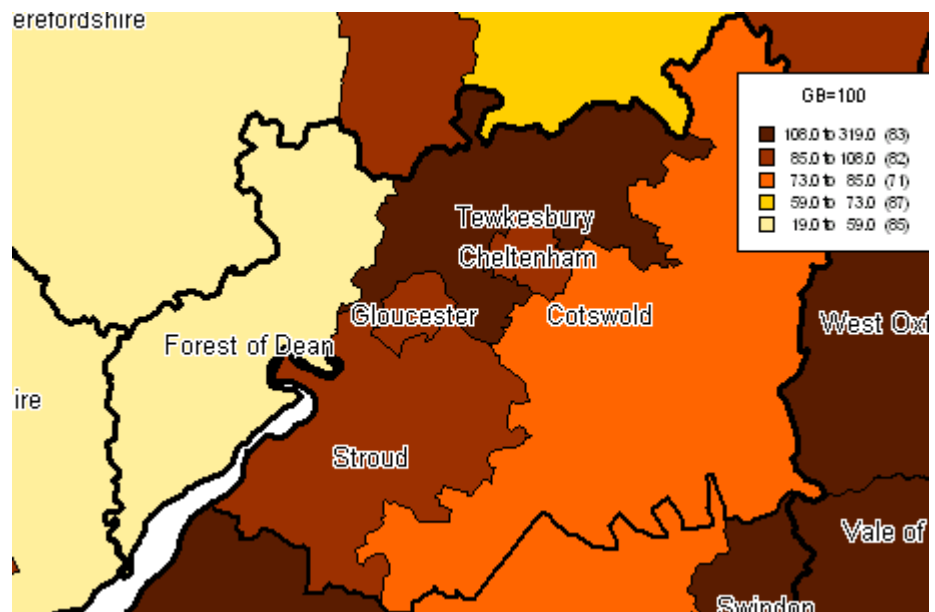 erefordshire
GB=100
108.0 to 319.0 (83)
85.0 to 108.0 (82)
73.0 to 85.0 (71)
59.0 to 73.0 (87)
19.0 to 59.0 (85)
Tewkesbury
Cheltenham
Gloucester
Cotswold
West Oxf
Forest of Dean
ire
Stroud
Vale of
Swindon